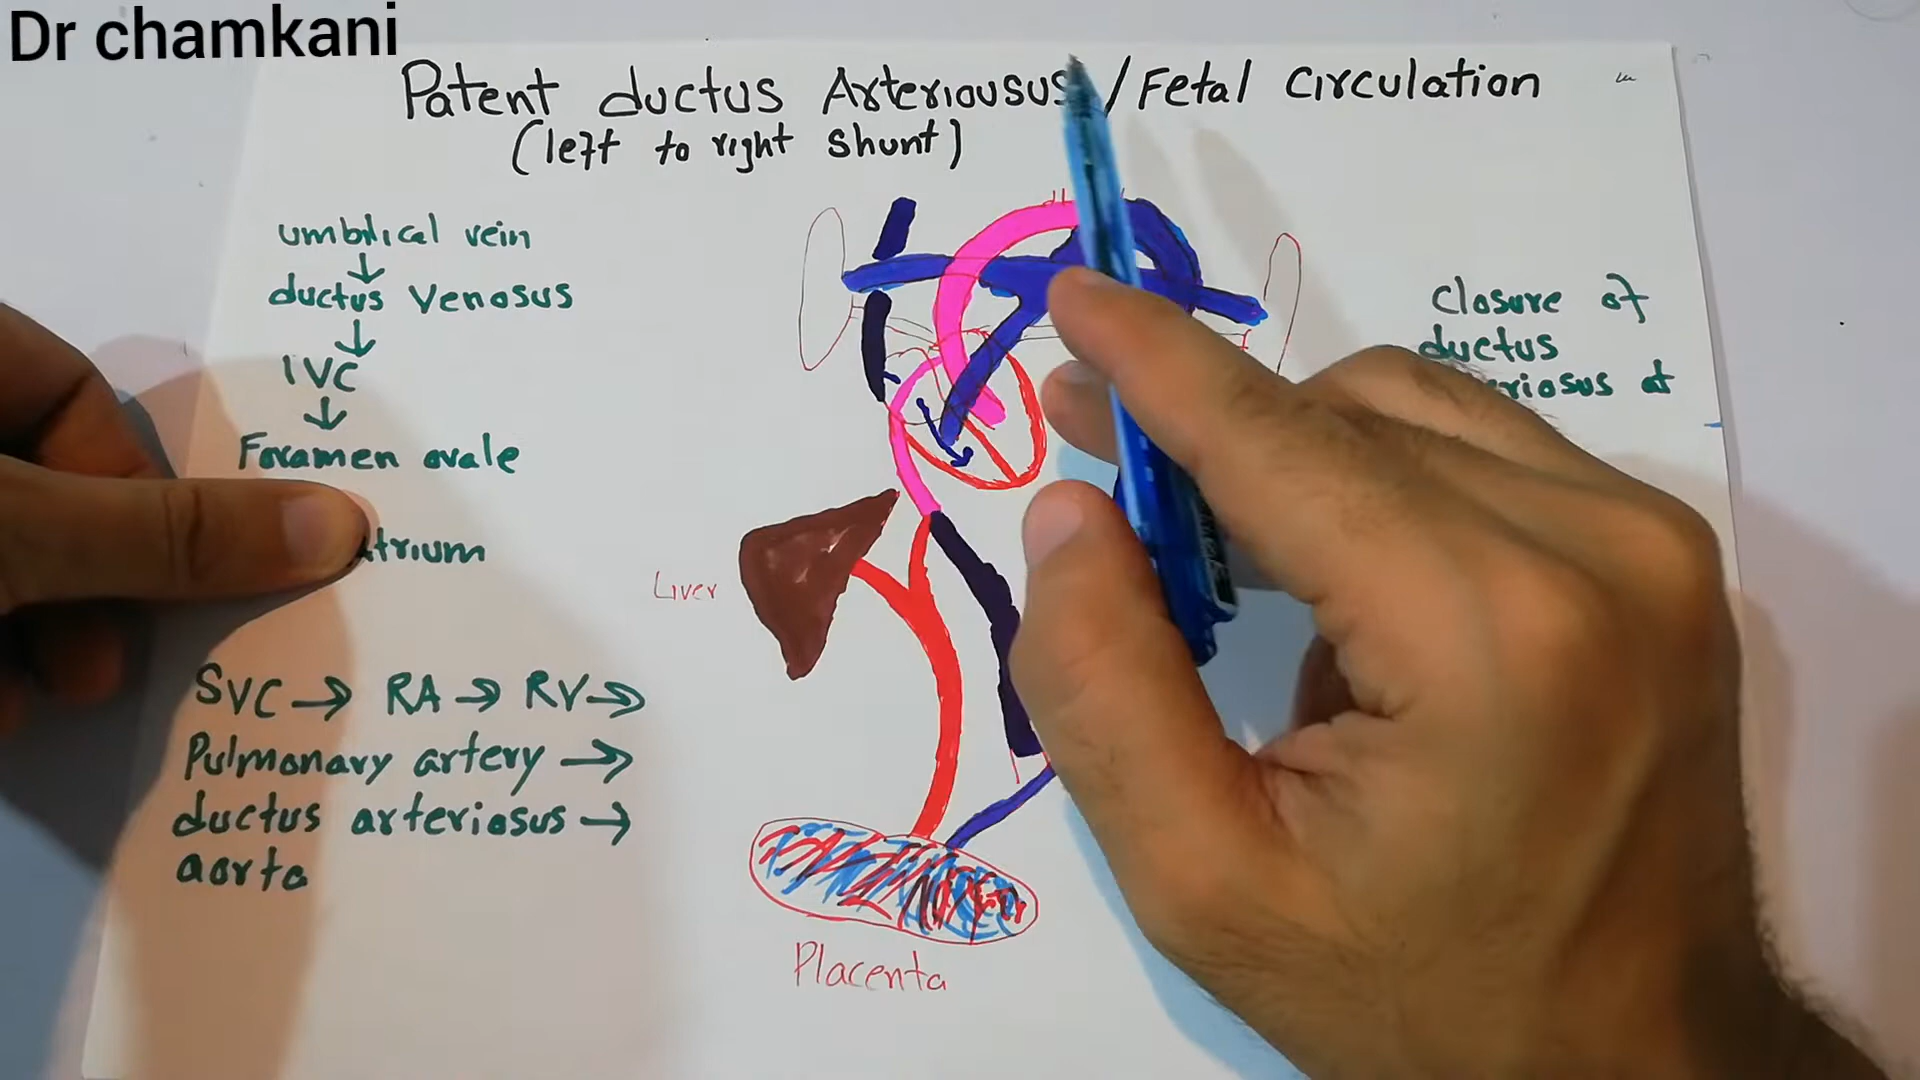 Dr chamkani
Patent ductus Arteriousus / Fetal Circulation
(left to right shunt)
umbilical vein
↓
ductus venosus
↓
IVC
↓
Foramen ovale
atrium
SVC → RA → RV →
Pulmonary artery →
ductus arteriosus →
aorta
Liver
Placenta
Closure of
ductus
at